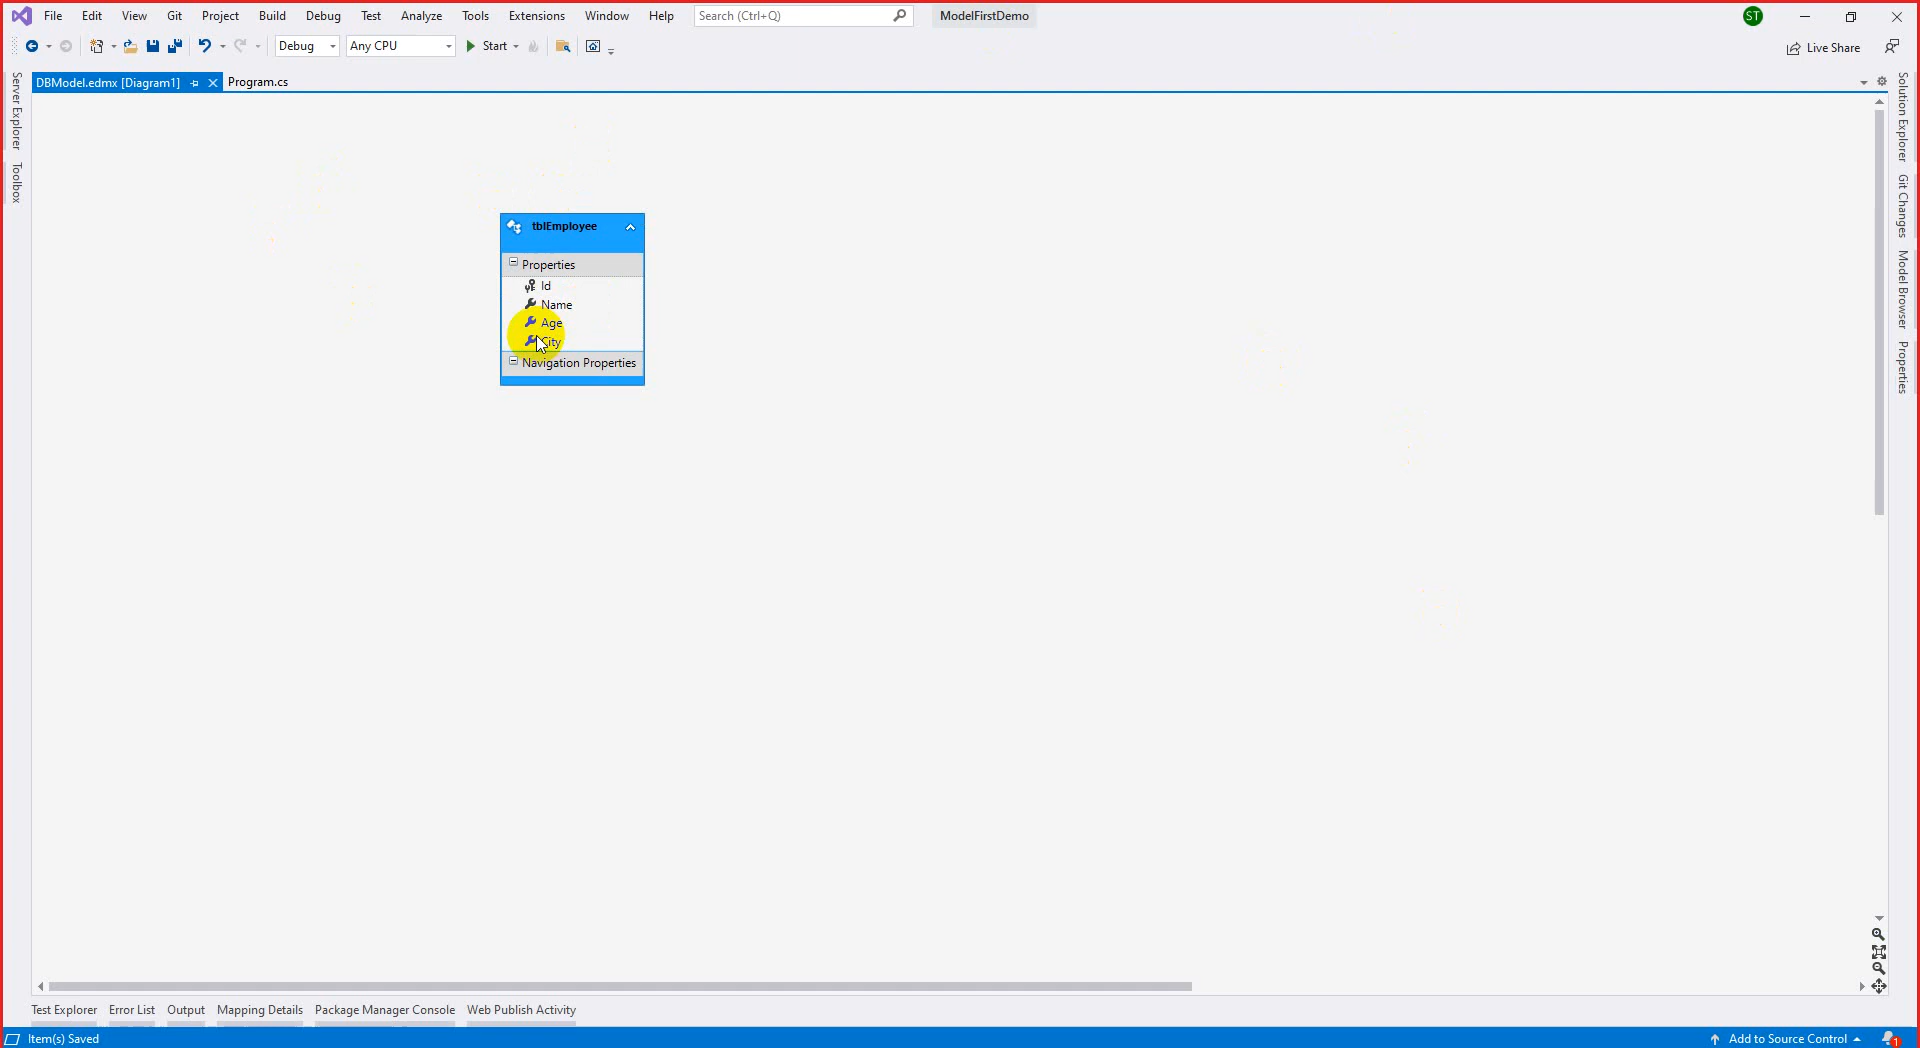 File Edit View Git Project Build Debug Test Analyze Tools Extensions Window Help Search (Ctrl+Q) ModelFirstDemo ST
Debug Any CPU Start Live Share
DBModel.edmx [Diagram1] Program.cs
Server Explorer
Toolbox
tblEmployee
Properties
Id
Name
Age
City
Navigation Properties
Solution Explorer
Git Changes
Model Browser
Properties
Test Explorer Error List Output Mapping Details Package Manager Console Web Publish Activity
Item(s) Saved Add to Source Control 1